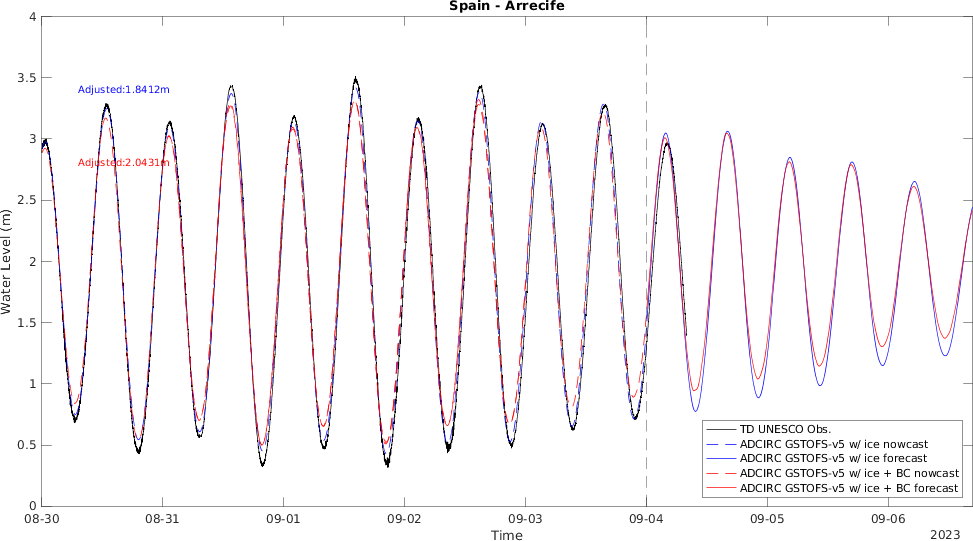 Spain - Arrecife
4
3.5
3
2.5
2
1.5
1
0.5
0
Water Level (m)
Adjusted:1.8412m
Adjusted:2.0431m
TD UNESCO Obs.
ADCIRC GSTOFS-v5 w/ ice nowcast
ADCIRC GSTOFS-v5 w/ ice forecast
ADCIRC GSTOFS-v5 w/ ice + BC nowcast
ADCIRC GSTOFS-v5 w/ ice + BC forecast
08-30 08-31 09-01 09-02 09-03 09-04 09-05 09-06
Time
2023